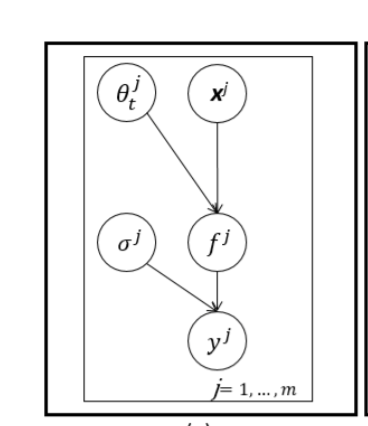 θ_t^j x^j
σ^j f^j
y^j
j= 1, ..., m